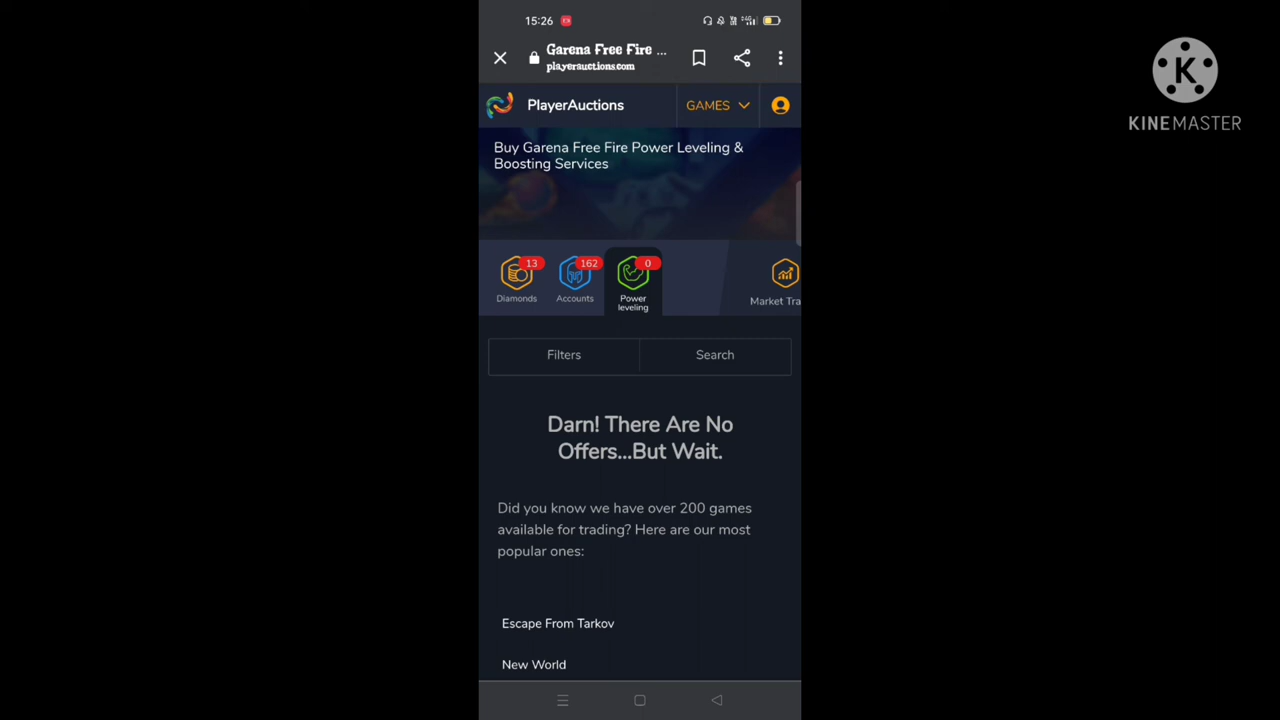 15:26
Garena Free Fire ...
playerauctions.com
K
KINEMASTER
PlayerAuctions
GAMES
Buy Garena Free Fire Power Leveling &
Boosting Services
13
162
0
Diamonds
Accounts
Power
leveling
Market Tra
Filters
Search
Darn! There Are No
Offers...But Wait.
Did you know we have over 200 games
available for trading? Here are our most
popular ones:
Escape From Tarkov
New World